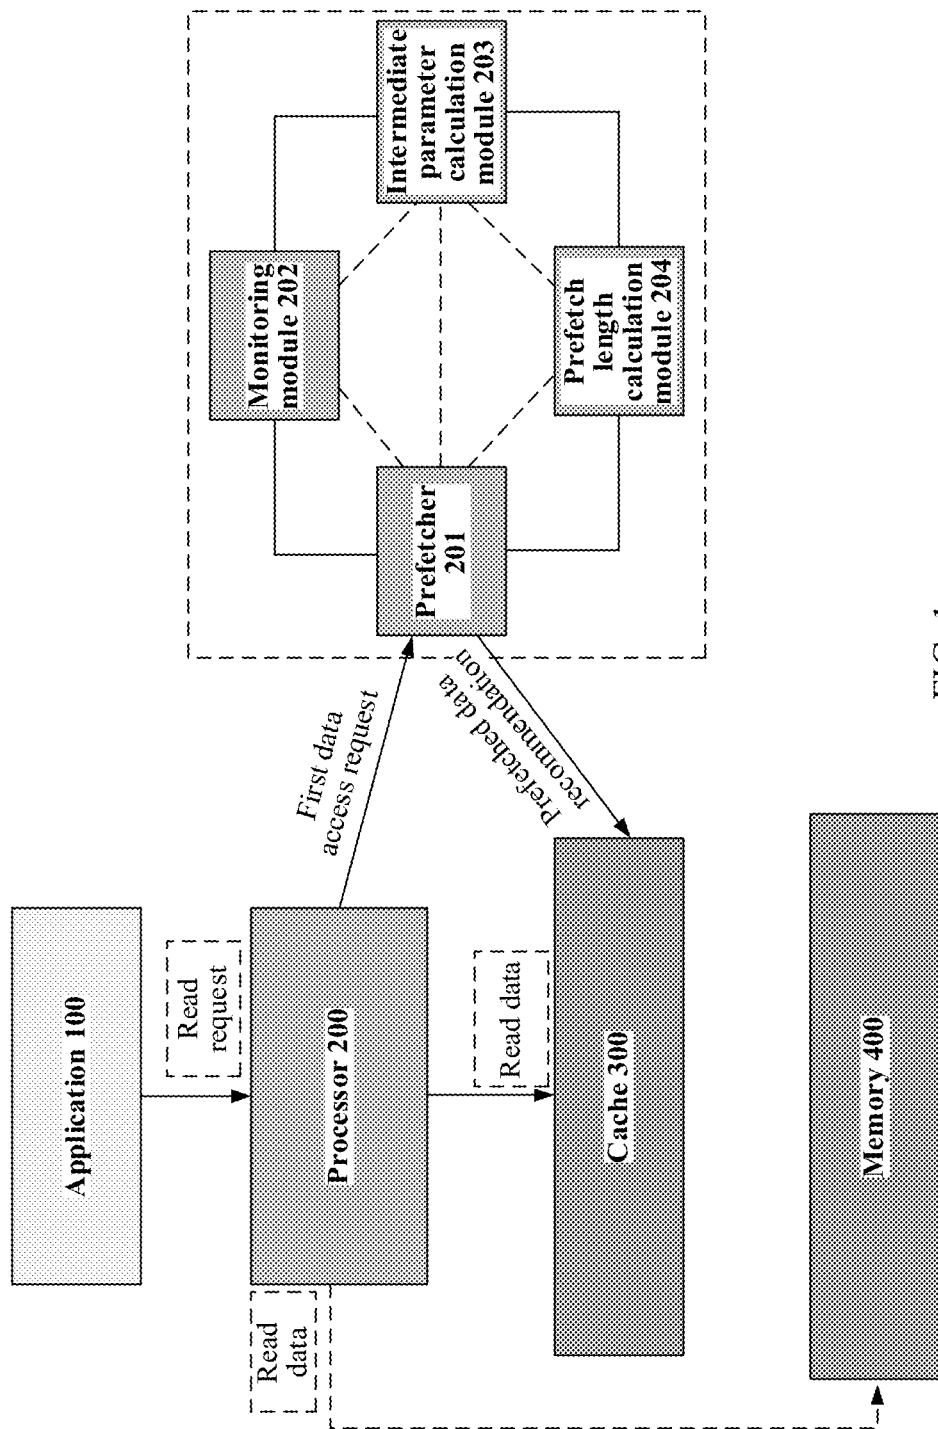 Application 100
Read
request
Read
data
Processor 200
First data
access request
Read data
Prefetched data
recommendation
Cache 300
Memory 400
Monitoring
module 202
Prefetcher
201
Intermediate
parameter
calculation
module 203
Prefetch
length
calculation
module 204